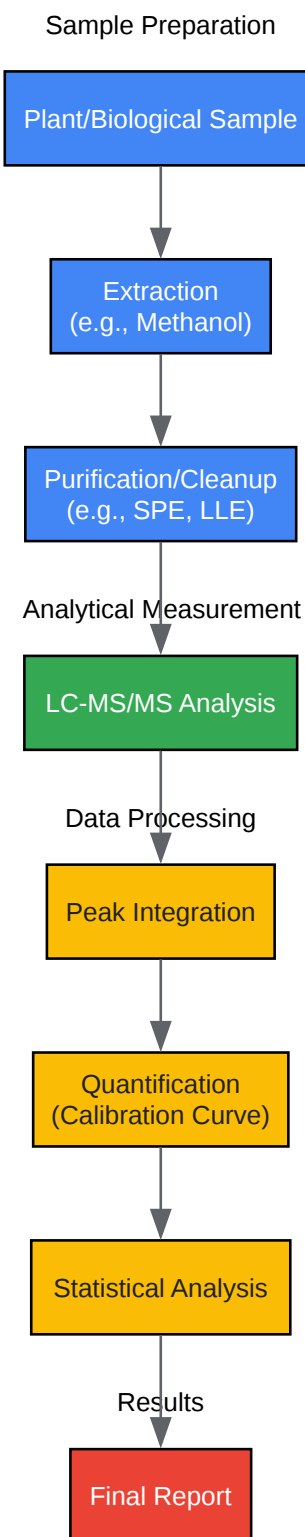 Sample Preparation
Plant/Biological Sample
Extraction
(e.g., Methanol)
Purification/Cleanup
(e.g., SPE, LLE)
Analytical Measurement
LC-MS/MS Analysis
Data Processing
Peak Integration
Quantification
(Calibration Curve)
Statistical Analysis
Results
Final Report